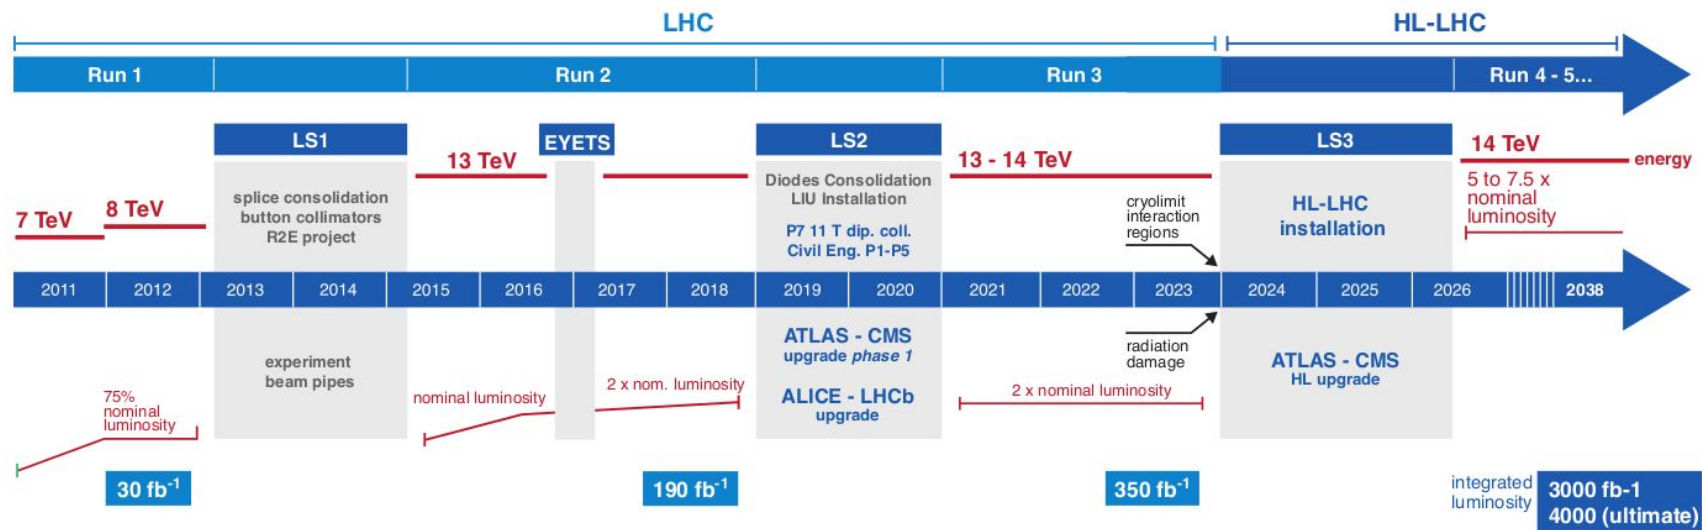 LHC
HL-LHC
Run 1
Run 2
Run 3
Run 4 - 5...
LS1
EYETS
LS2
LS3
14 TeV
energy
13 TeV
13 - 14 TeV
7 TeV
8 TeV
splice consolidation
button collimators
R2E project
Diodes Consolidation
LIU Installation
P7 11 T dip. coll.
Civil Eng. P1-P5
cryolimit
interaction
regions
HL-LHC
installation
5 to 7.5 x
nominal
luminosity
2011
2012
2013
2014
2015
2016
2017
2018
2019
2020
2021
2022
2023
2024
2025
2026
2038
experiment
beam pipes
ATLAS - CMS
upgrade phase 1
ALICE - LHCb
upgrade
radiation
damage
ATLAS - CMS
HL upgrade
75%
nominal
luminosity
nominal luminosity
2 x nom. luminosity
2 x nominal luminosity
30 fb-1
190 fb-1
350 fb-1
integrated
luminosity
3000 fb-1
4000 (ultimate)